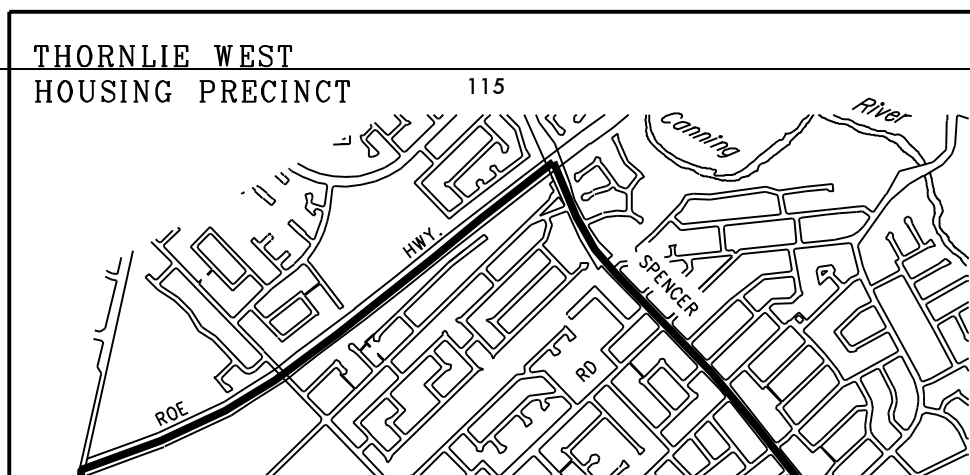 THORNLIE WEST
HOUSING PRECINCT
115
River
Canning
HWY.
SPENCER
RD
ROE